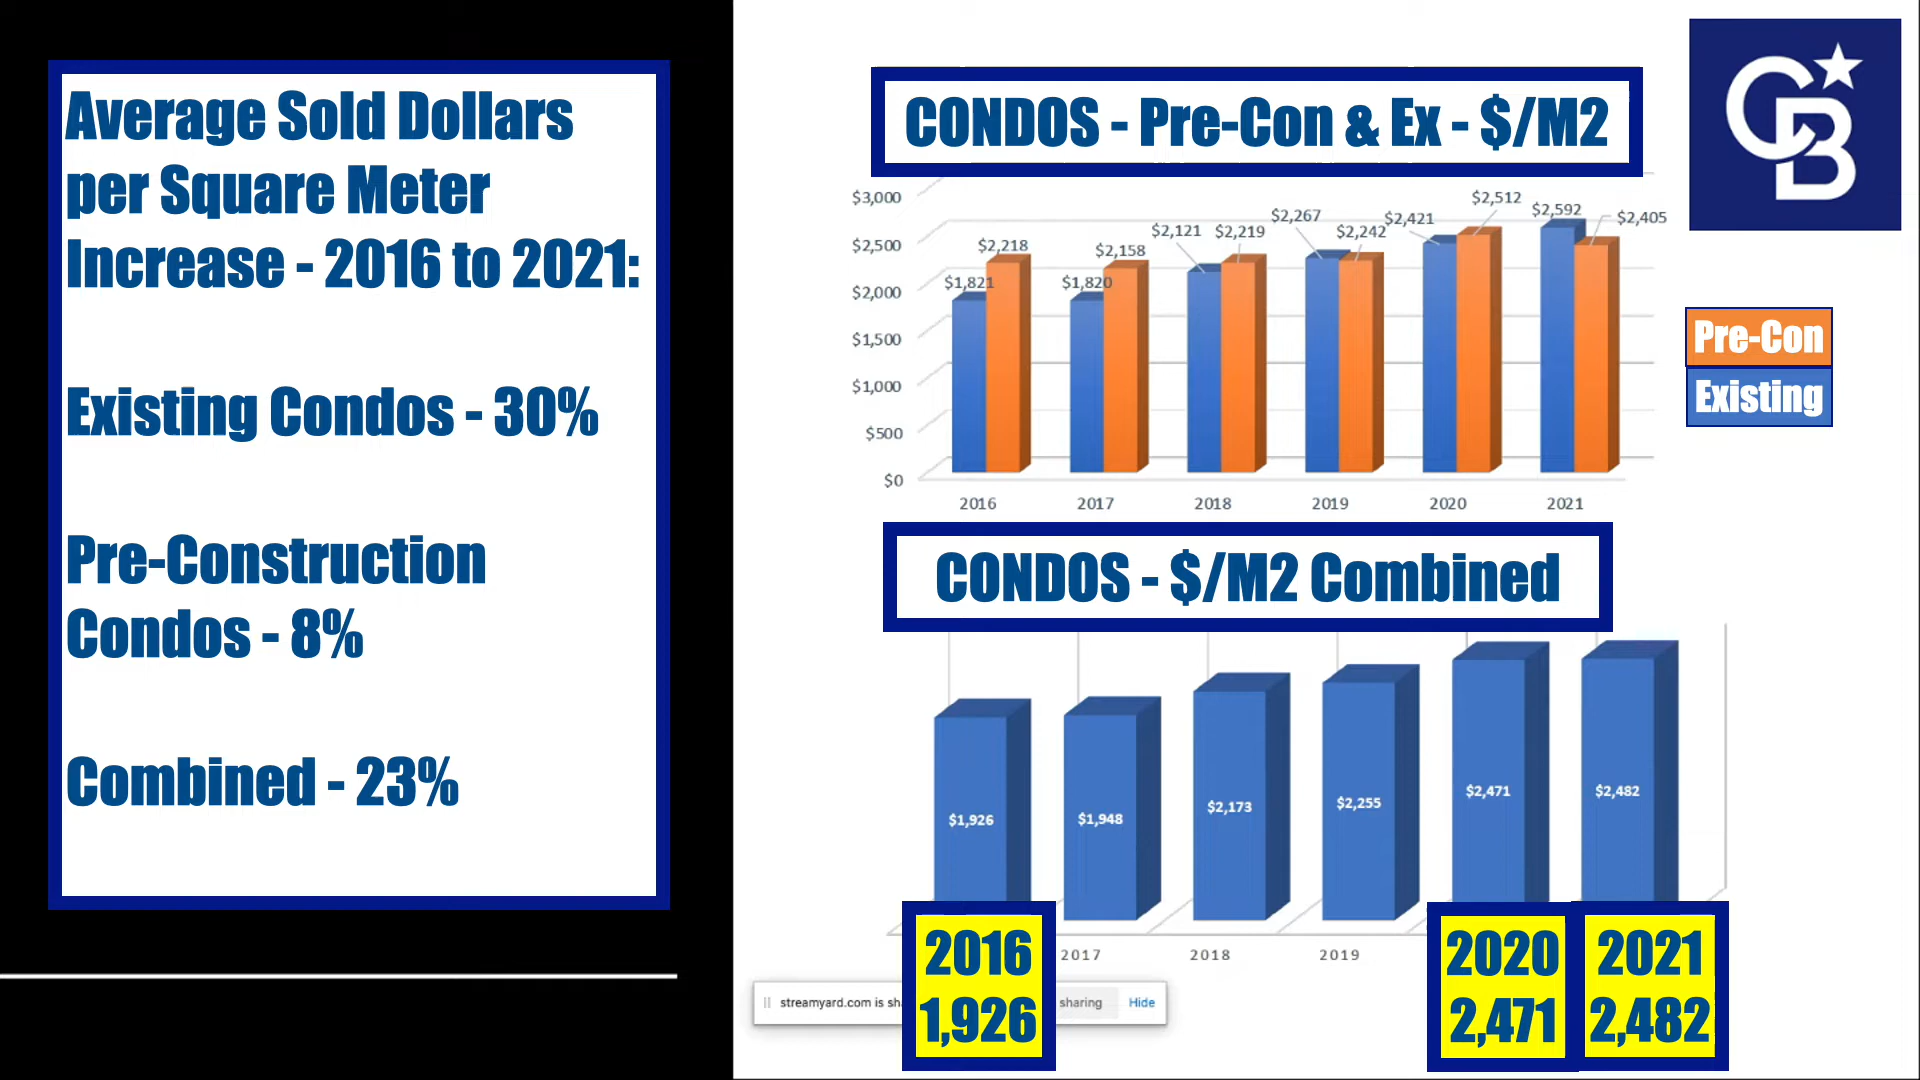 Average Sold Dollars
per Square Meter
Increase - 2016 to 2021:
Existing Condos - 30%
Pre-Construction
Condos - 8%
Combined - 23%
CONDOS - Pre-Con & Ex - $/M2
CB
$3,000
$2,500
$2,000
$1,500
$1,000
$500
$0
$1,821
$2,218
$1,820
$2,158
$2,121
$2,219
$2,267
$2,242
$2,421
$2,512
$2,592
$2,405
2016 2017 2018 2019 2020 2021
Pre-Con
Existing
CONDOS - $/M2 Combined
$1,926
$1,948
$2,173
$2,255
$2,471
$2,482
2016
1,926
2017 2018 2019
2020
2,471
2021
2,482
streamyard.com is sharing Hide